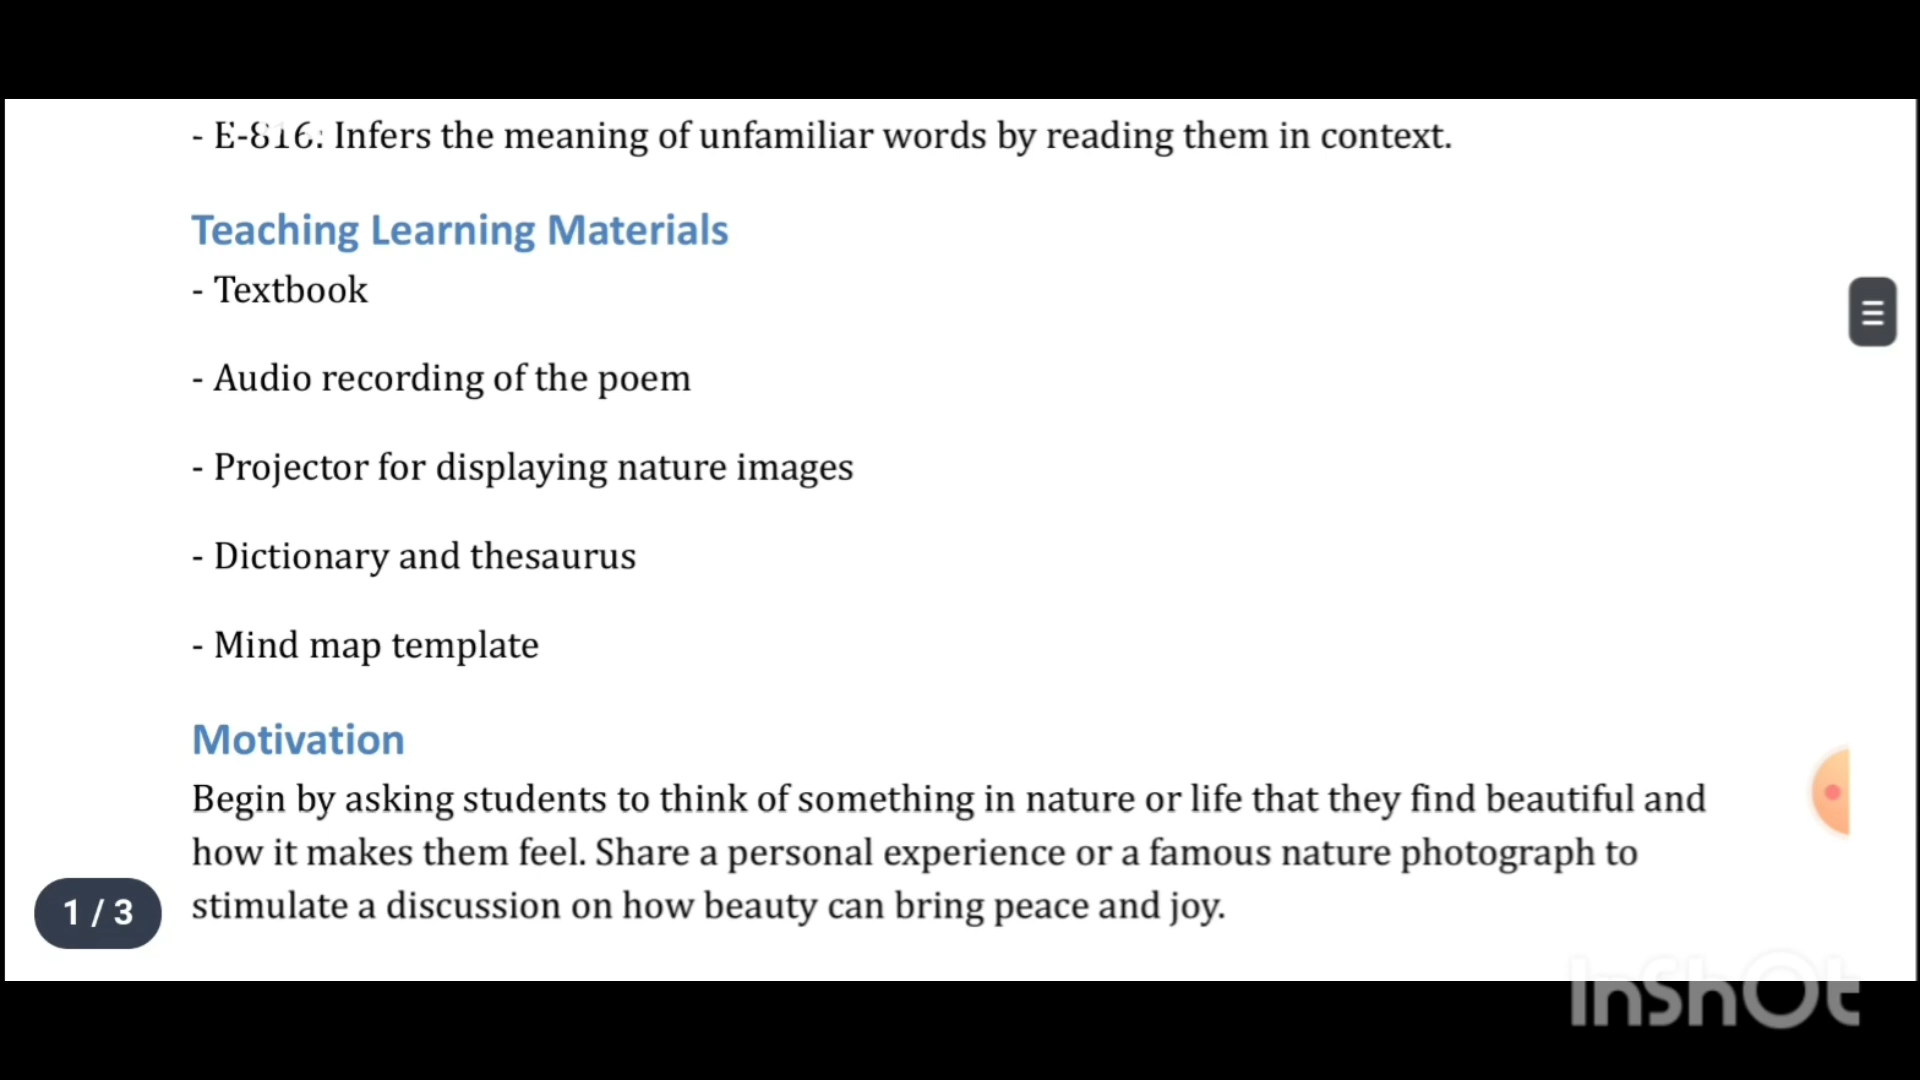 - E-816: Infers the meaning of unfamiliar words by reading them in context.
Teaching Learning Materials
- Textbook
- Audio recording of the poem
- Projector for displaying nature images
- Dictionary and thesaurus
- Mind map template
Motivation
Begin by asking students to think of something in nature or life that they find beautiful and
how it makes them feel. Share a personal experience or a famous nature photograph to
stimulate a discussion on how beauty can bring peace and joy.
1 / 3
InShOt